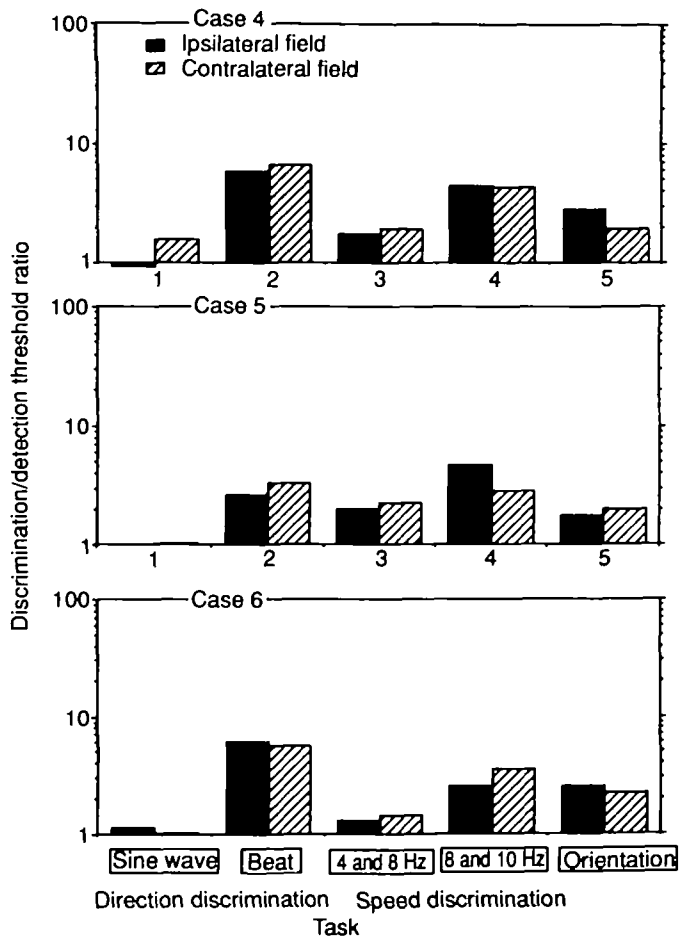 Case 4
100
Ipsilateral field
Contralateral field
10
1
1 2 3 4 5
Case 5
100
10
1
1 2 3 4 5
Case 6
100
10
1
Discrimination/detection threshold ratio
Sine wave Beat 4 and 8 Hz 8 and 10 Hz Orientation
Direction discrimination Speed discrimination
Task